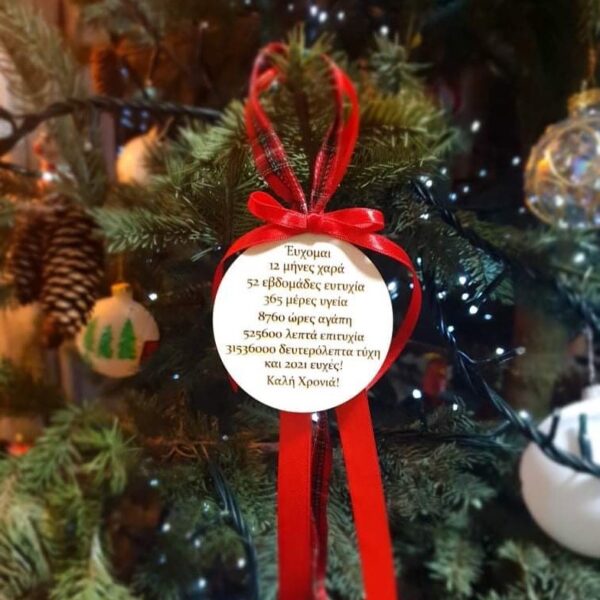 Έυχομαι
12 μήνες χαρά
52 εβδομάδες ευτυχία
365 μέρες υγεία
8760 ώρες αγάπη
525600 λεπτά επιτυχία
31536000 δευτερόλεπτα τύχη
και 2021 ευχές!
Καλή Χρονιά!